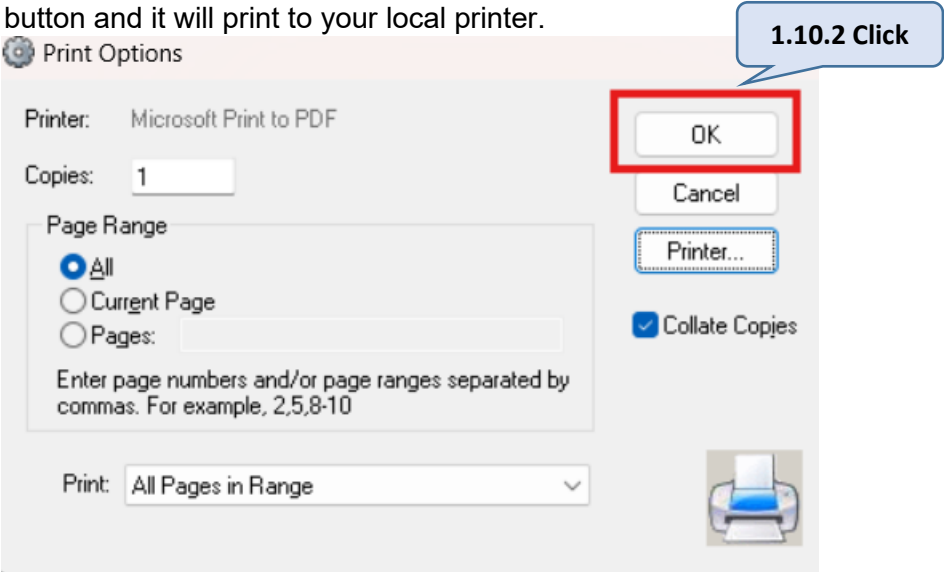 button and it will print to your local printer.
1.10.2 Click
Print Options
Printer: Microsoft Print to PDF
OK
Copies: 1
Cancel
Page Range
Printer...
All
Current Page
Collate Copies
Pages:
Enter page numbers and/or page ranges separated by
commas. For example, 2,5,8-10
Print: All Pages in Range